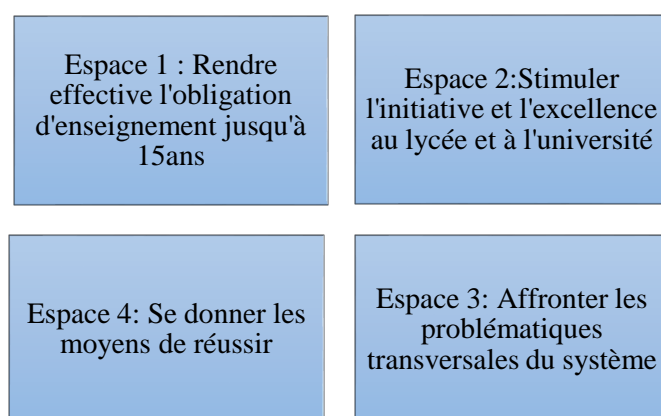 Espace 1 : Rendre
effective l'obligation
d'enseignement jusqu'à
15ans
Espace 2:Stimuler
l'initiative et l'excellence
au lycée et à l'université
Espace 4: Se donner les
moyens de réussir
Espace 3: Affronter les
problématiques
transversales du système